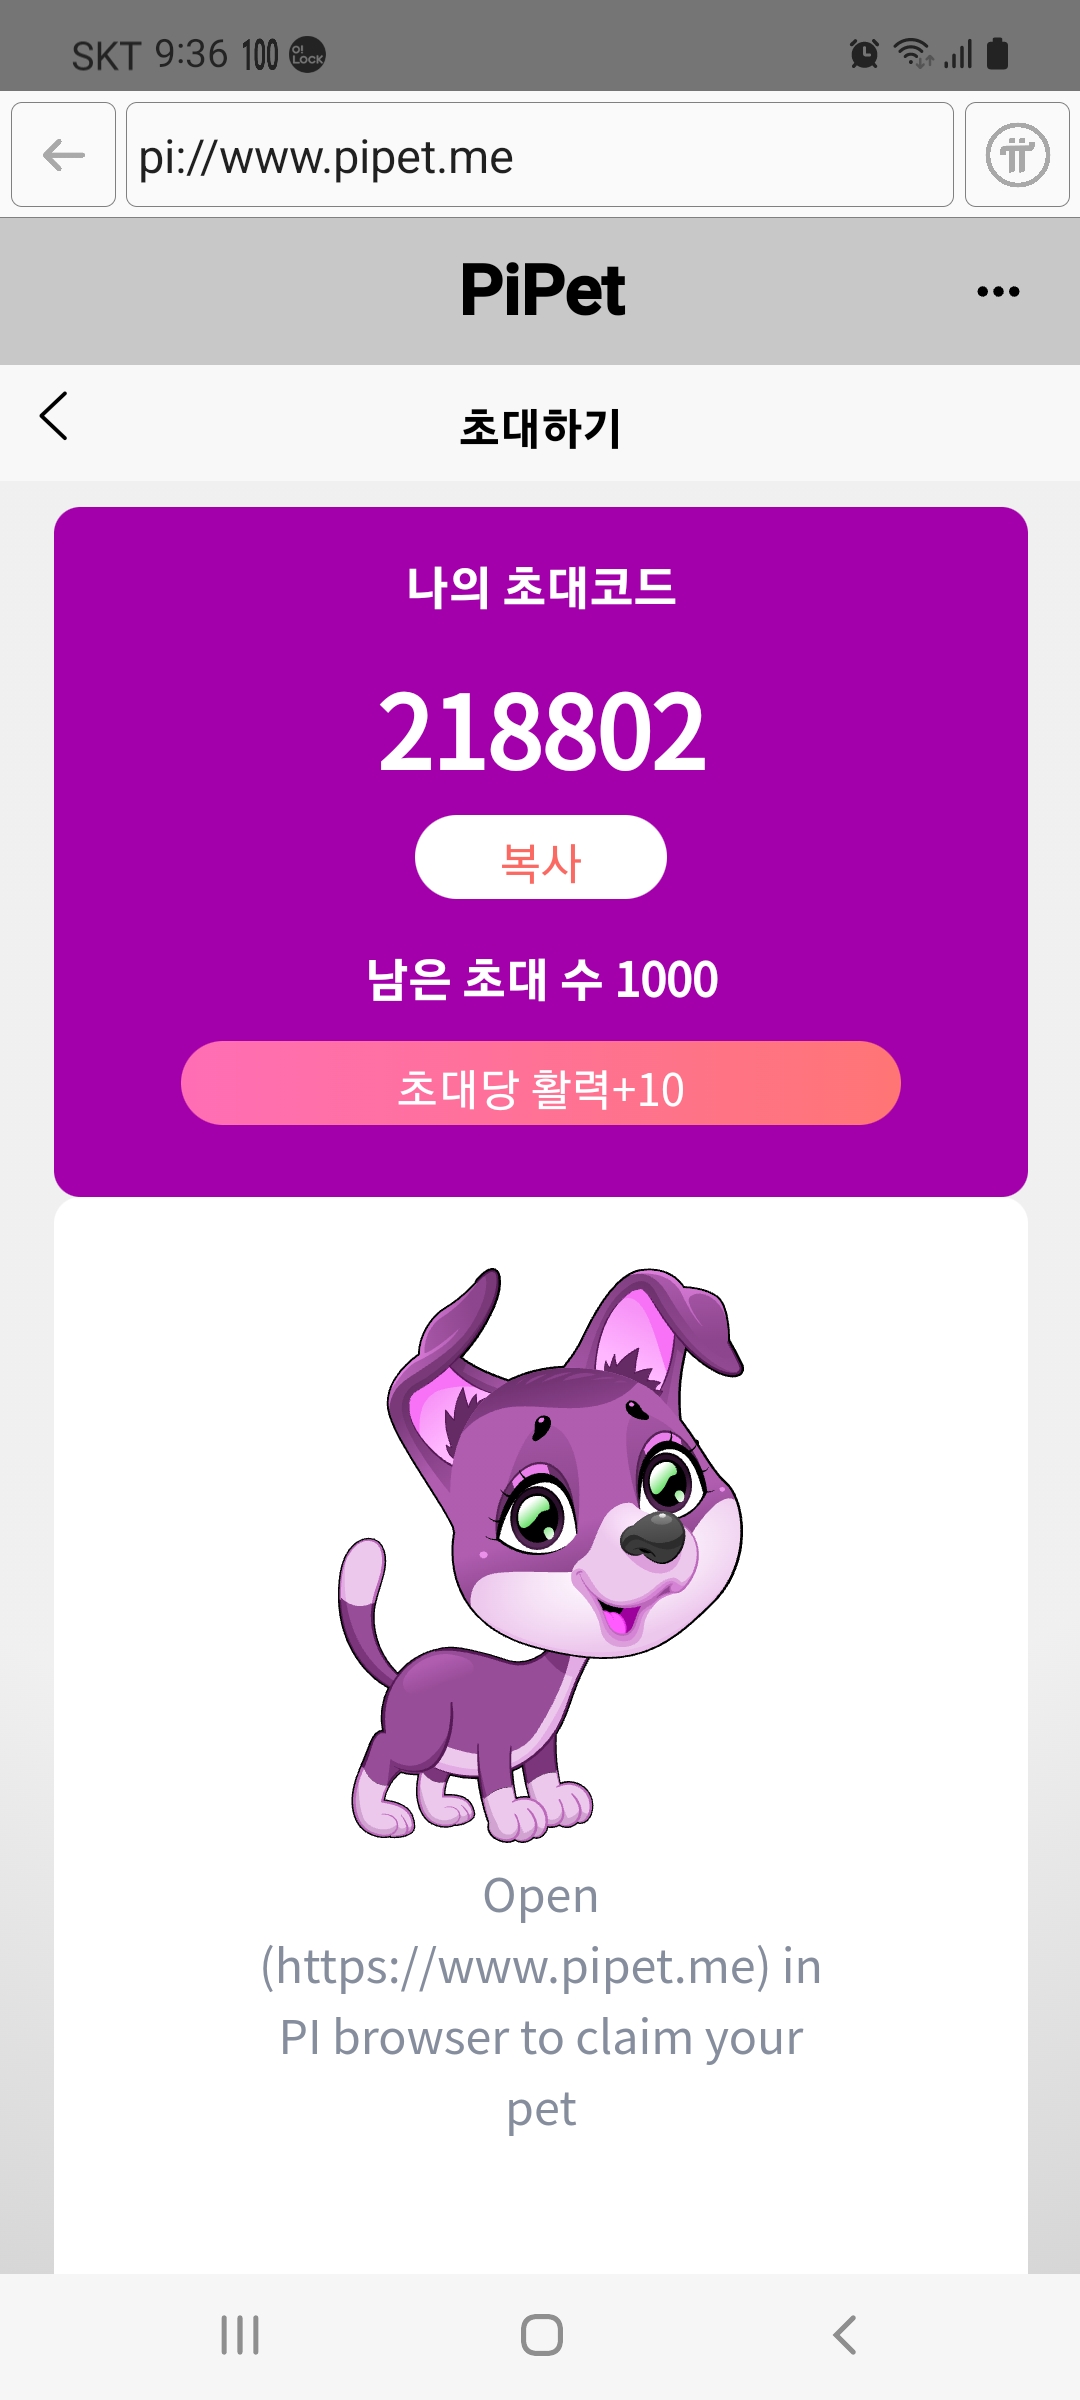 SKT 9:36 100 O! LOCK
pi://www.pipet.me
PiPet
초대하기
나의 초대코드
218802
복사
남은 초대 수 1000
초대당 활력+10
Open
(https://www.pipet.me) in
PI browser to claim your
pet